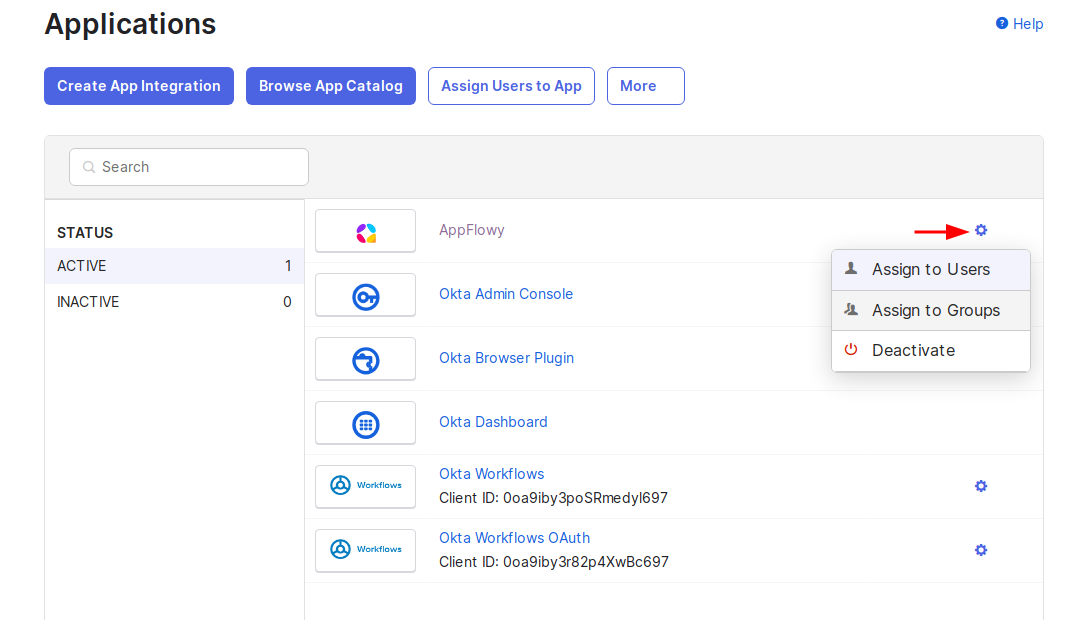 Applications
Help
Create App Integration
Browse App Catalog
Assign Users to App
More
Search
STATUS
ACTIVE 1
INACTIVE 0
AppFlowy
Assign to Users
Assign to Groups
Deactivate
Okta Admin Console
Okta Browser Plugin
Okta Dashboard
Workflows
Okta Workflows
Client ID: 0oa9iby3poSRmedyl697
Workflows
Okta Workflows OAuth
Client ID: 0oa9iby3r82p4XwBc697